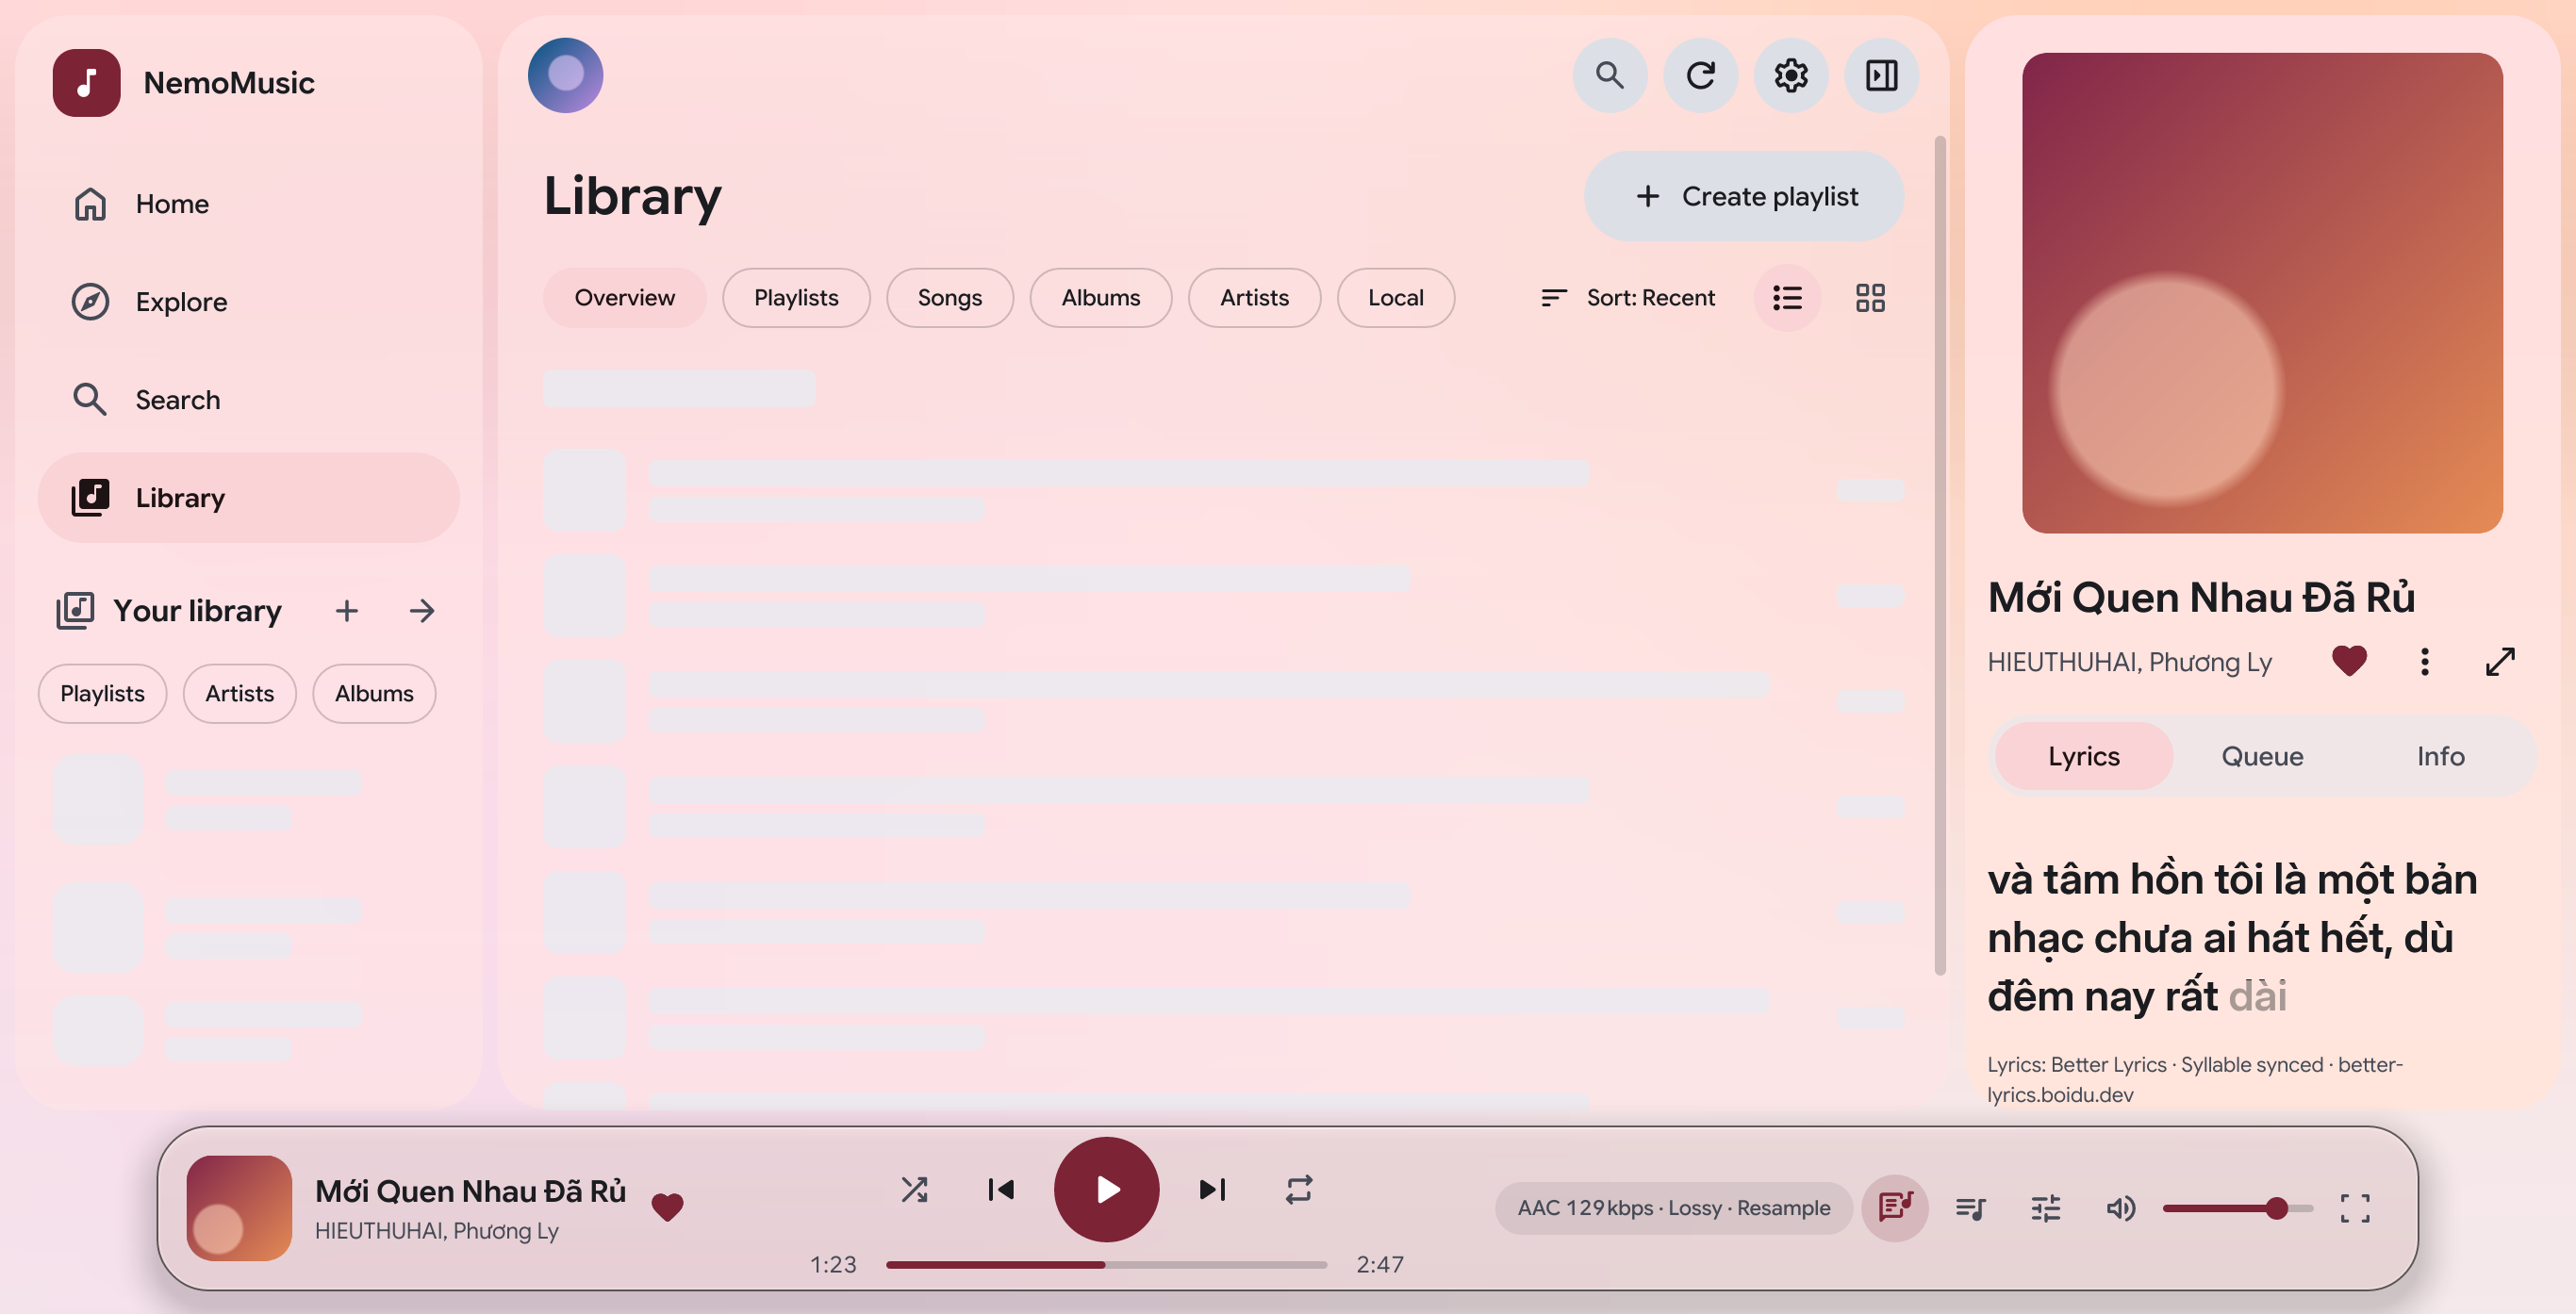 NemoMusic
Home
Explore
Search
Library
Your library
Playlists
Artists
Albums
Library
Create playlist
Overview
Playlists
Songs
Albums
Artists
Local
Sort: Recent
Mới Quen Nhau Đã Rủ
HIEUTHUHAI, Phương Ly
Lyrics
Queue
Info
và tâm hồn tôi là một bản
nhạc chưa ai hát hết, dù
đêm nay rất dài
Lyrics: Better Lyrics · Syllable synced · better-
lyrics.boidu.dev
Mới Quen Nhau Đã Rủ
HIEUTHUHAI, Phương Ly
1:23
2:47
AAC 129 kbps · Lossy · Resample